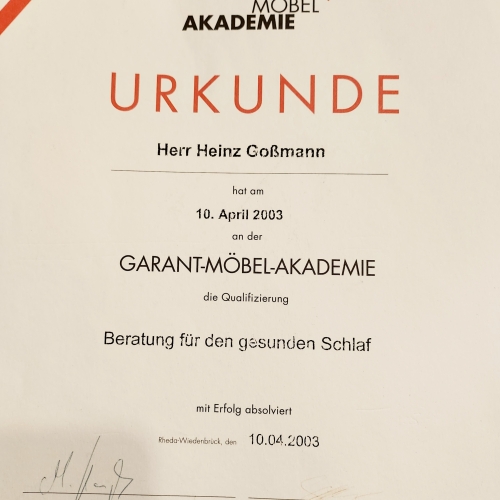 MÖBEL
AKADEMIE
URKUNDE
Herr Heinz Goßmann
hat am
10. April 2003
an der
GARANT-MÖBEL-AKADEMIE
die Qualifizierung
Beratung für den gesunden Schlaf
mit Erfolg absolviert
Rheda-Wiedenbrück, den 10.04.2003